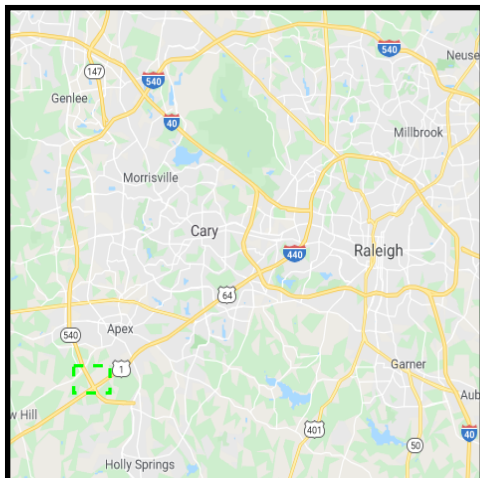 540
Neuse
147
540
Genlee
40
Millbrook
Morrisville
Cary
Raleigh
440
64
Apex
540
1
Garner
Aub
w Hill
401
40
50
Holly Springs